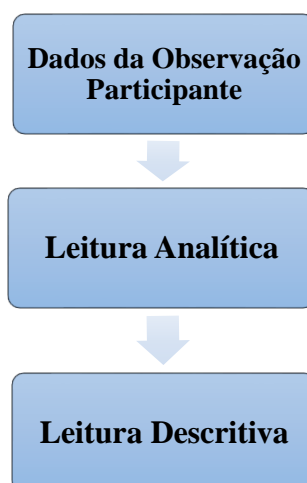 Dados da Observação
Participante
Leitura Analítica
Leitura Descritiva